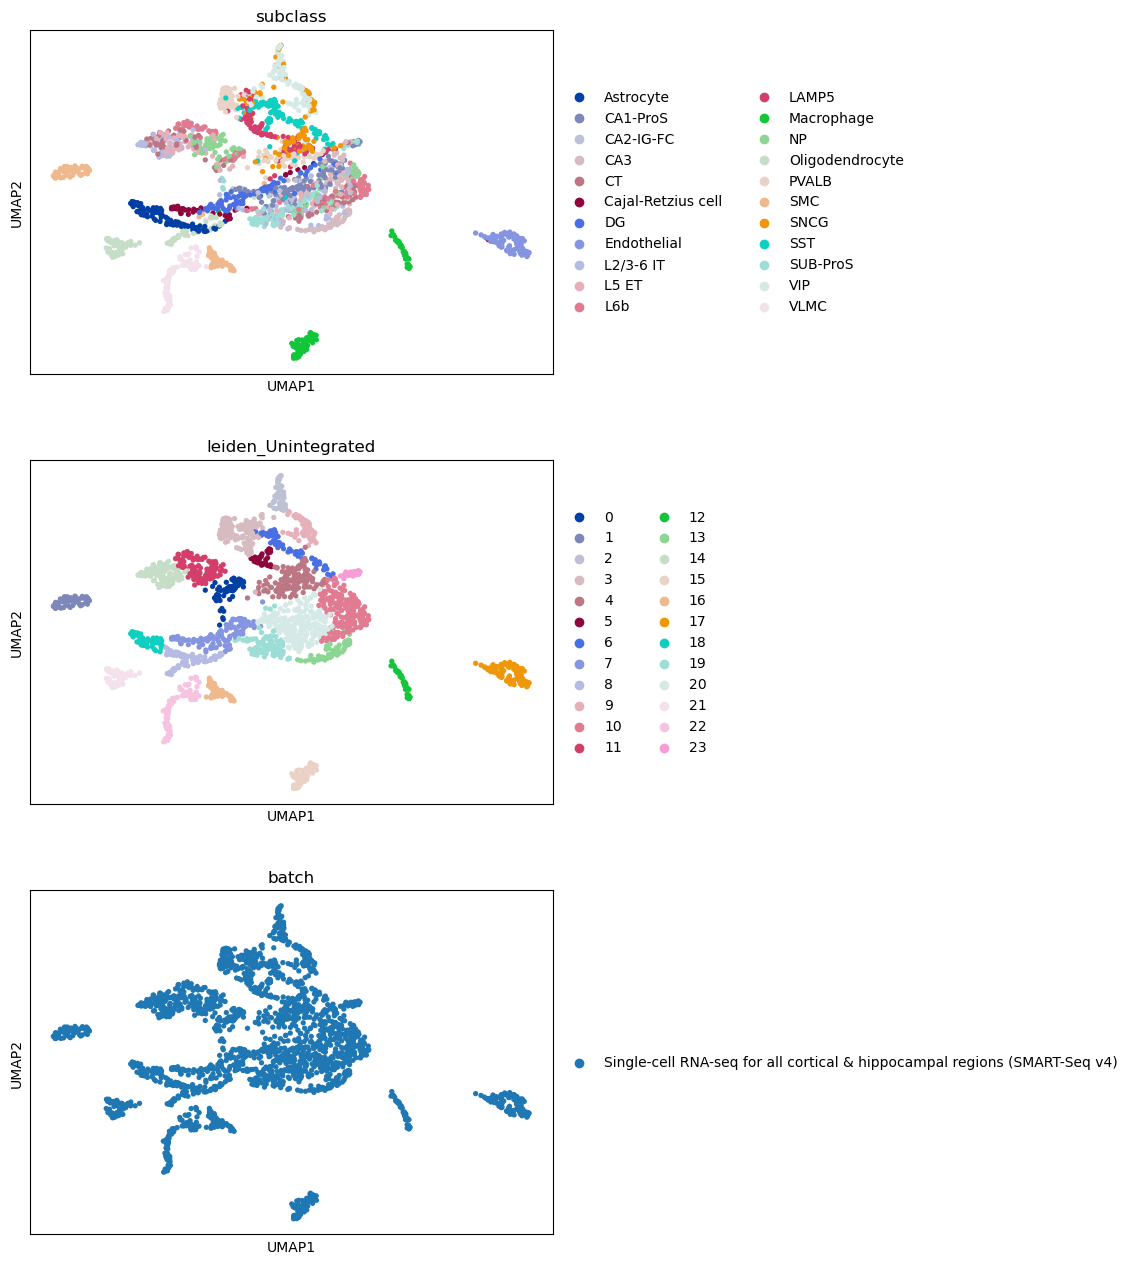 subclass
UMAP2
UMAP1
Astrocyte
CA1-ProS
CA2-IG-FC
CA3
CT
Cajal-Retzius cell
DG
Endothelial
L2/3-6 IT
L5 ET
L6b
LAMP5
Macrophage
NP
Oligodendrocyte
PVALB
SMC
SNCG
SST
SUB-ProS
VIP
VLMC
leiden_Unintegrated
UMAP2
UMAP1
0
1
2
3
4
5
6
7
8
9
10
11
12
13
14
15
16
17
18
19
20
21
22
23
batch
UMAP2
UMAP1
Single-cell RNA-seq for all cortical & hippocampal regions (SMART-Seq v4)